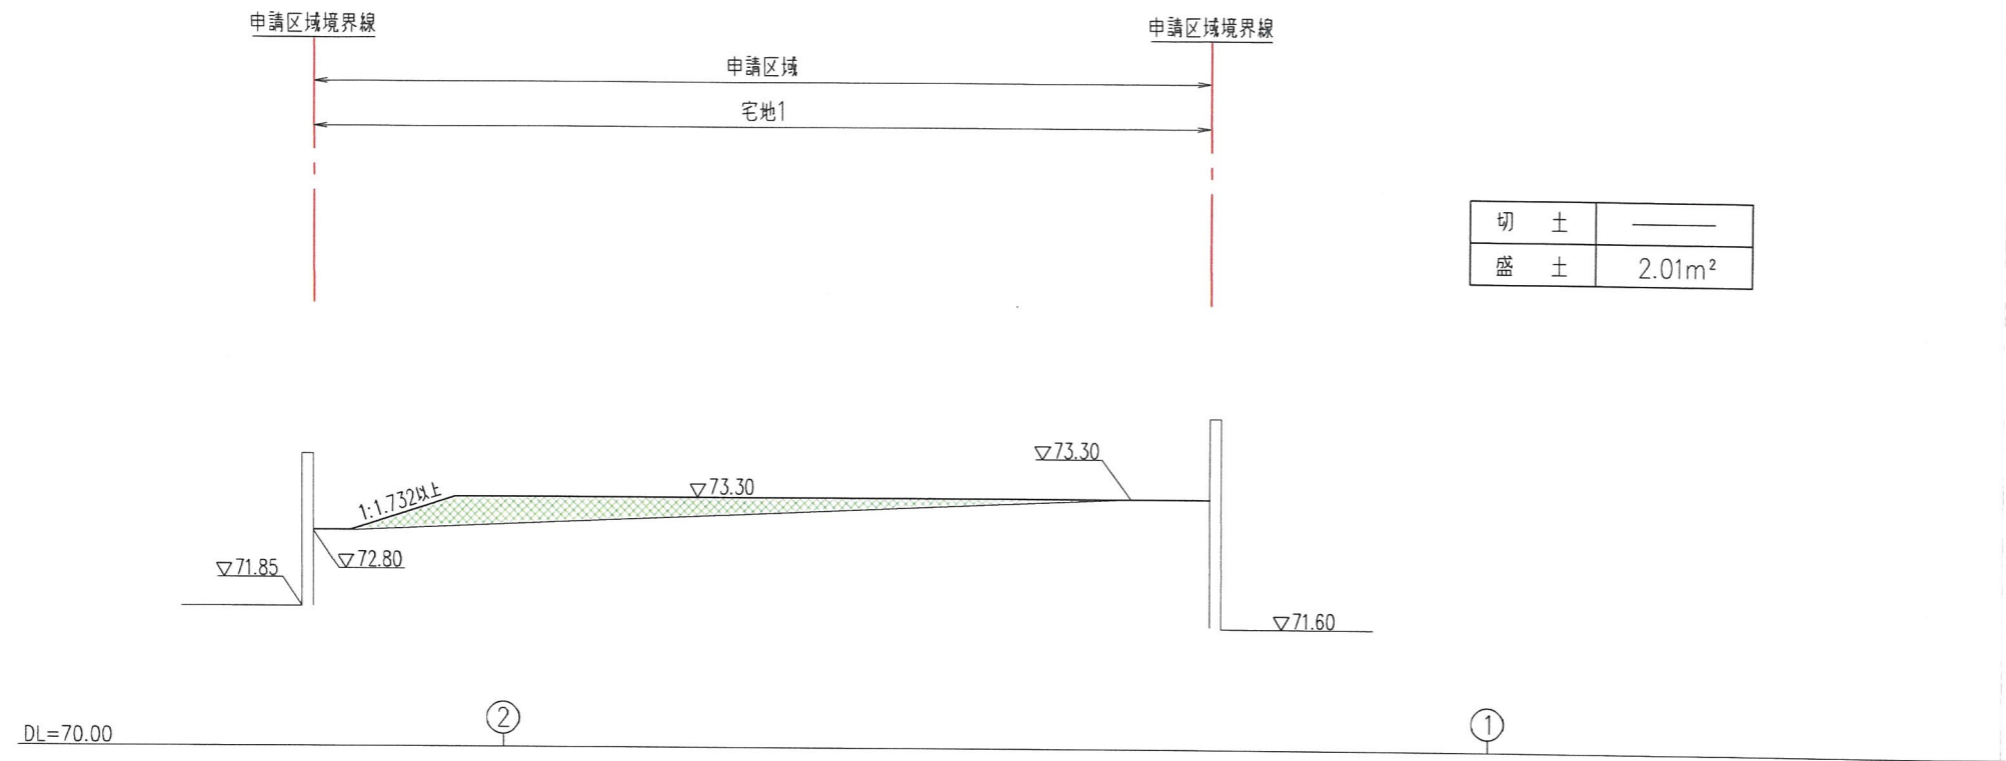 申請区域境界線
申請区域境界線
申請区域
宅地1
切 土
盛 土 2.01m²
▽73.30
1:1.732以上
▽73.30
▽72.80
▽71.85
▽71.60
②
①
DL=70.00